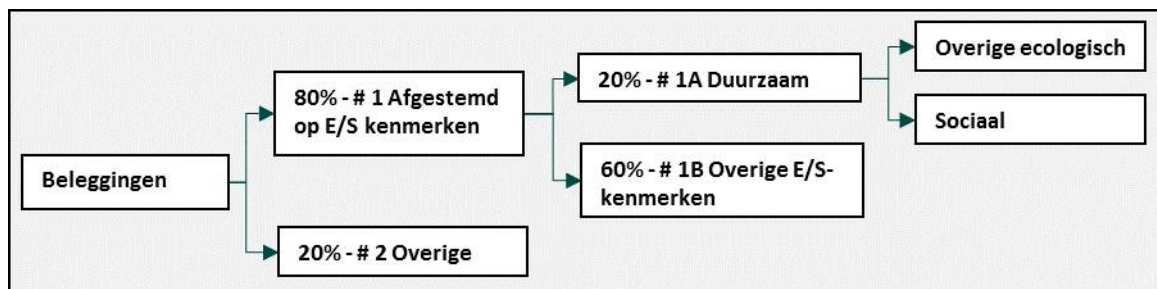 Beleggingen
80% - # 1 Afgestemd
op E/S kenmerken
20% - # 2 Overige
20% - # 1A Duurzaam
60% - # 1B Overige E/S-
kenmerken
Overige ecologisch
Sociaal